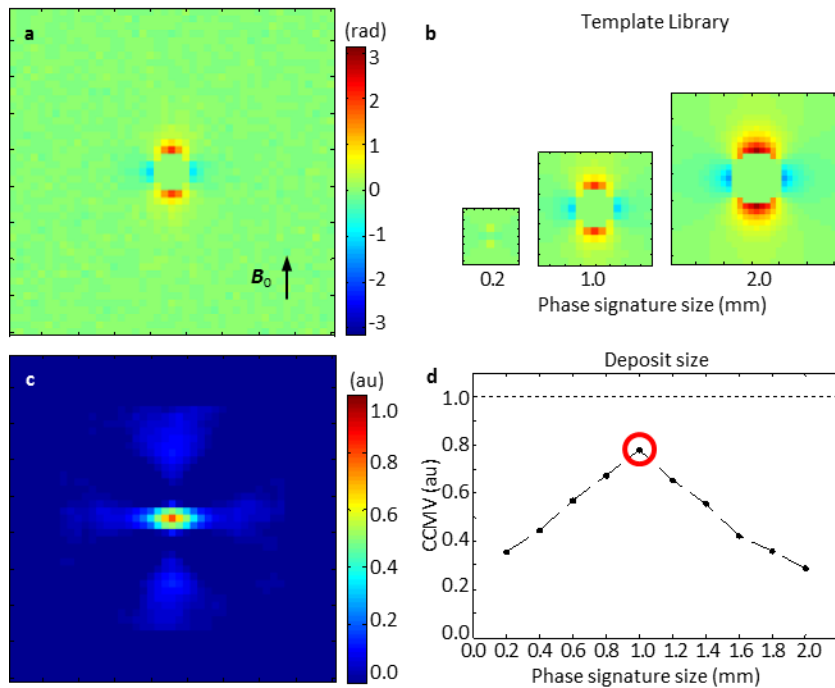 a
(rad)
3
2
1
0
-1
-2
-3
B0
b
Template Library
0.2
1.0
2.0
Phase signature size (mm)
c
(au)
1.0
0.8
0.6
0.4
0.2
0.0
d
Deposit size
CCMV (au)
1.0
0.8
0.6
0.4
0.2
0.0
0.0 0.2 0.4 0.6 0.8 1.0 1.2 1.4 1.6 1.8 2.0
Phase signature size (mm)